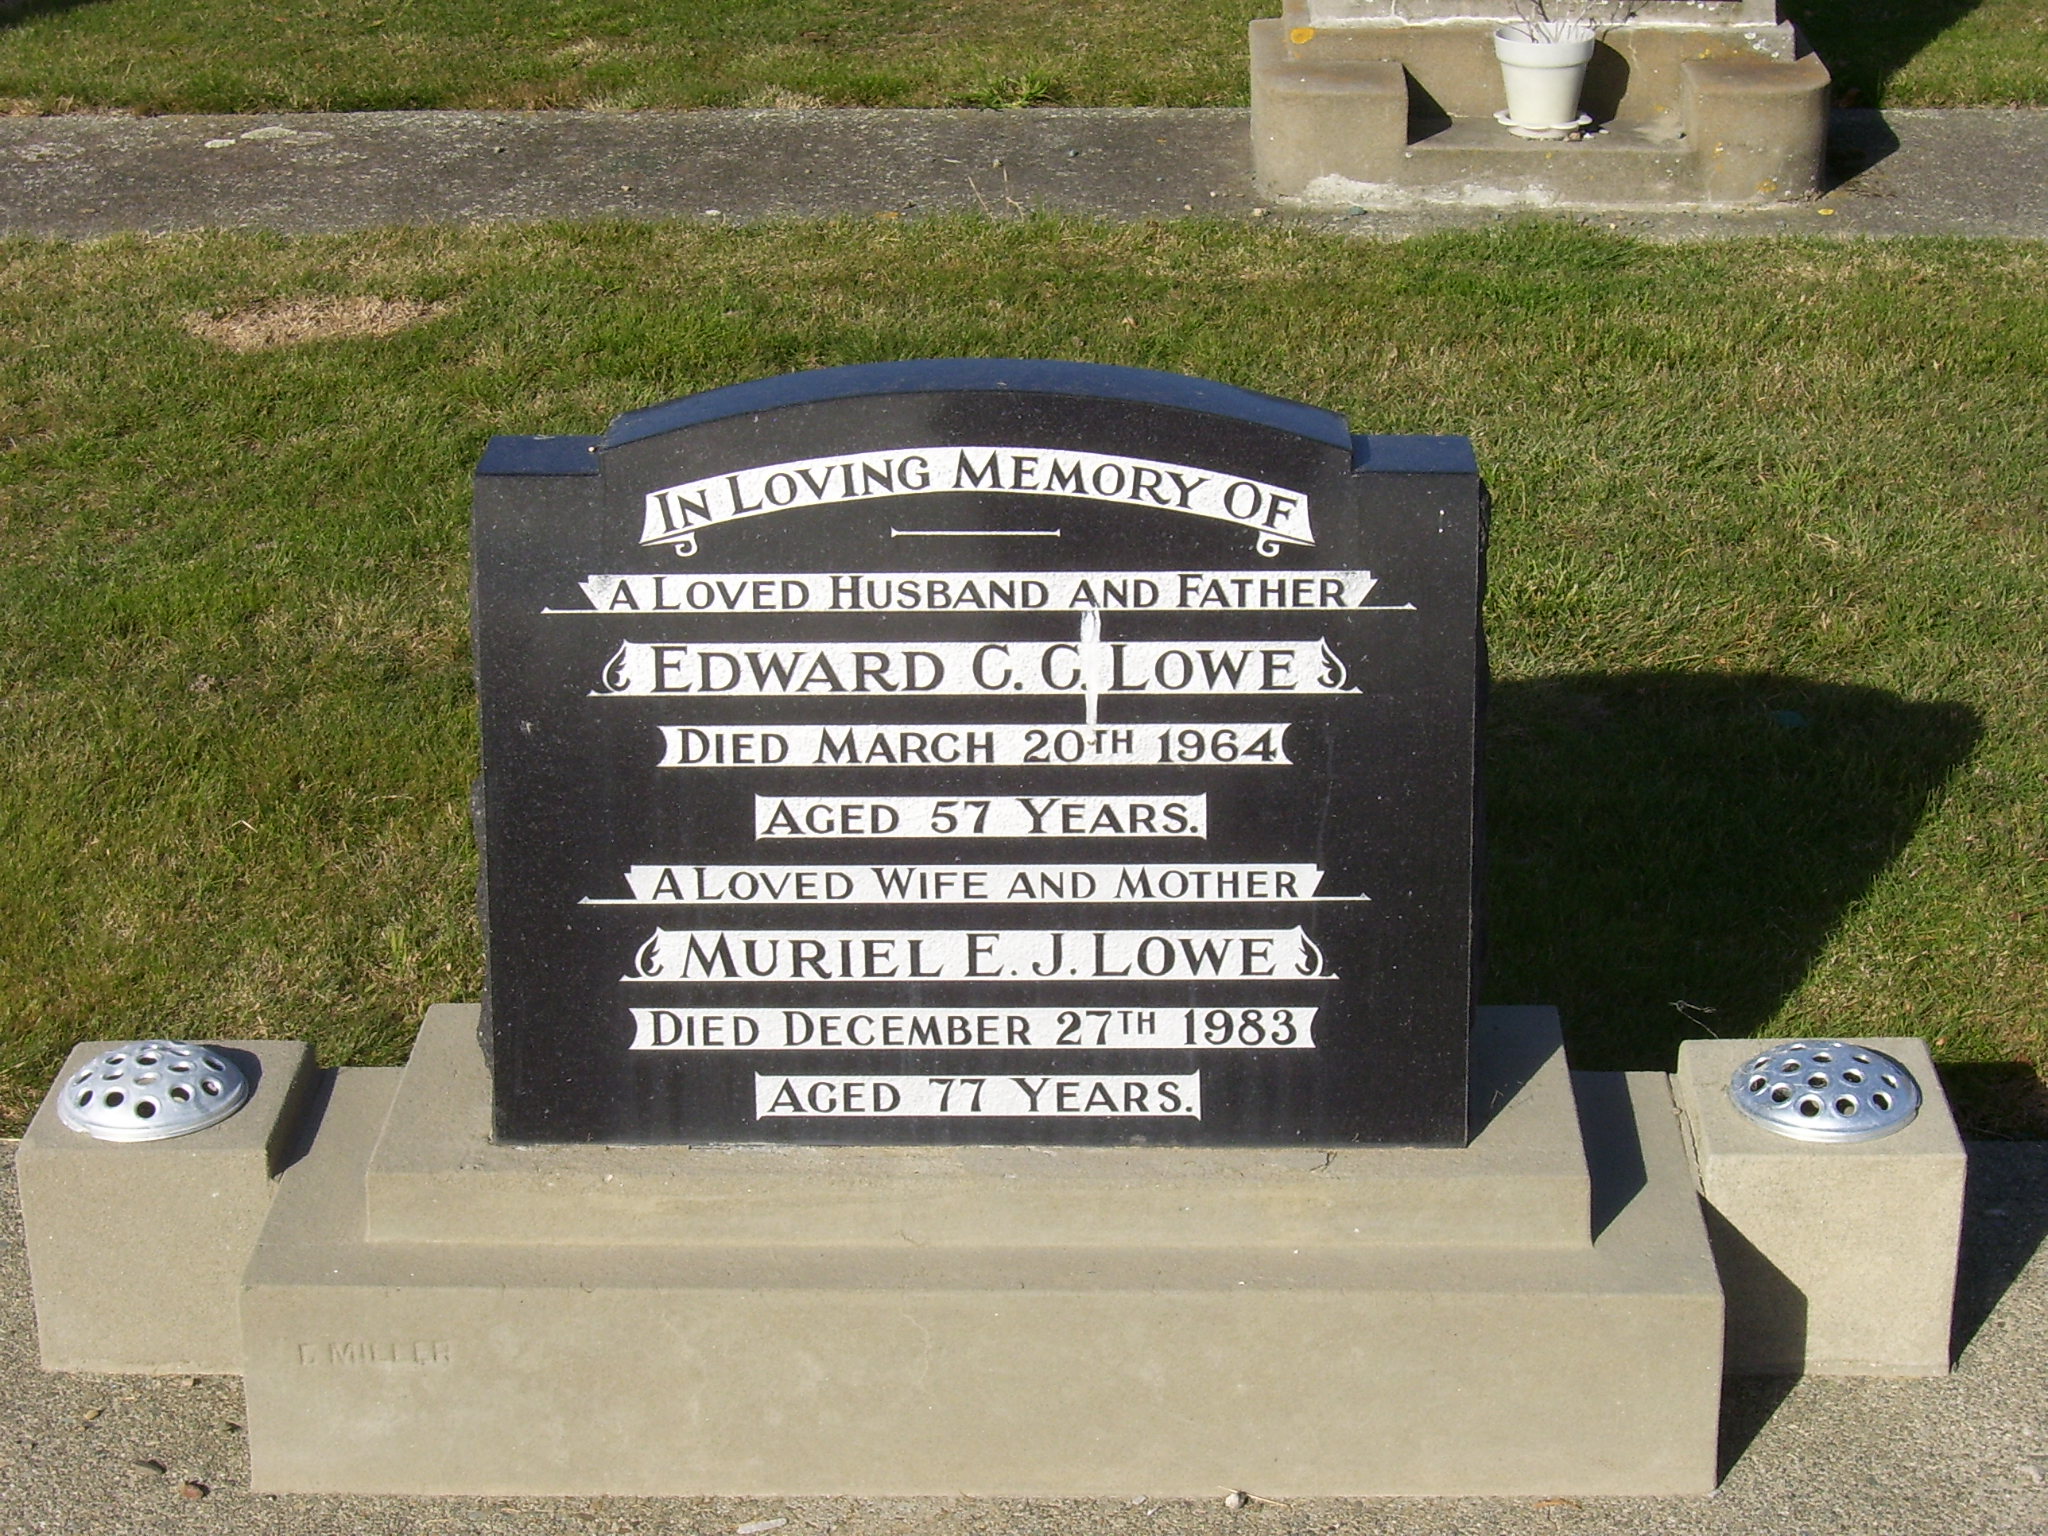 IN LOVING MEMORY OF
A LOVED HUSBAND AND FATHER
EDWARD C. C. LOWE
DIED MARCH 20TH 1964
AGED 57 YEARS.
A LOVED WIFE AND MOTHER
MURIEL E. J. LOWE
DIED DECEMBER 27TH 1983
AGED 77 YEARS.
MILLER